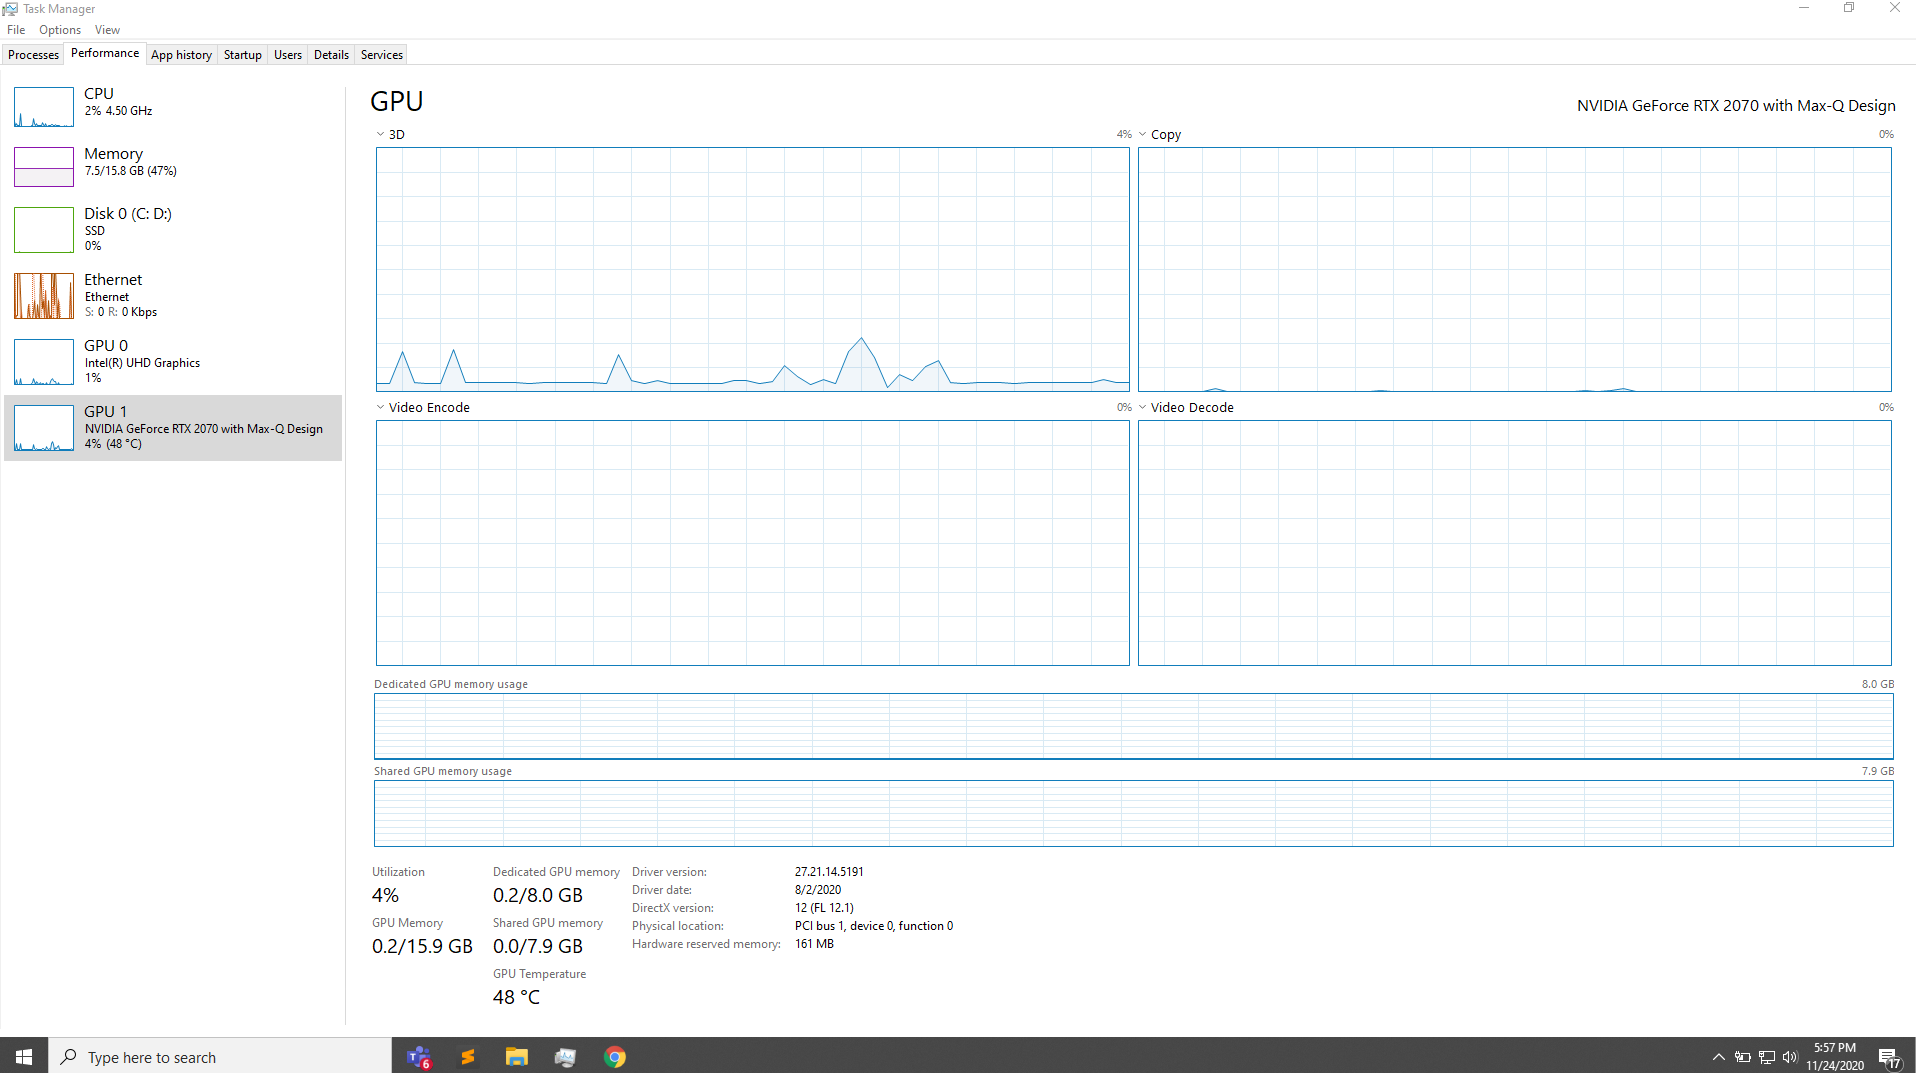 Task Manager
File Options View
Processes Performance App history Startup Users Details Services
CPU
2% 4.50 GHz
Memory
7.5/15.8 GB (47%)
Disk 0 (C: D:)
SSD
0%
Ethernet
Ethernet
S: 0 R: 0 Kbps
GPU 0
Intel(R) UHD Graphics
1%
GPU 1
NVIDIA GeForce RTX 2070 with Max-Q Design
4% (48 °C)
GPU NVIDIA GeForce RTX 2070 with Max-Q Design
3D 4% Copy 0%
Video Encode 0% Video Decode 0%
Dedicated GPU memory usage 8.0 GB
Shared GPU memory usage 7.9 GB
Utilization
4%
GPU Memory
0.2/15.9 GB
Dedicated GPU memory
0.2/8.0 GB
Shared GPU memory
0.0/7.9 GB
GPU Temperature
48 °C
Driver version: 27.21.14.5191
Driver date: 8/2/2020
DirectX version: 12 (FL 12.1)
Physical location: PCI bus 1, device 0, function 0
Hardware reserved memory: 161 MB
Type here to search
T 6
5:57 PM
11/24/2020
17